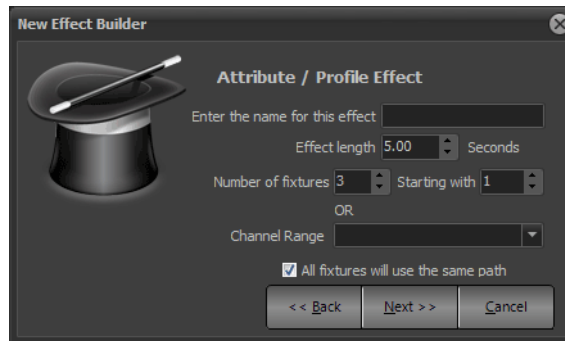 New Effect Builder
Attribute / Profile Effect
Enter the name for this effect
Effect length 5.00 Seconds
Number of fixtures 3 Starting with 1
OR
Channel Range
All fixtures will use the same path
<< Back Next >> Cancel